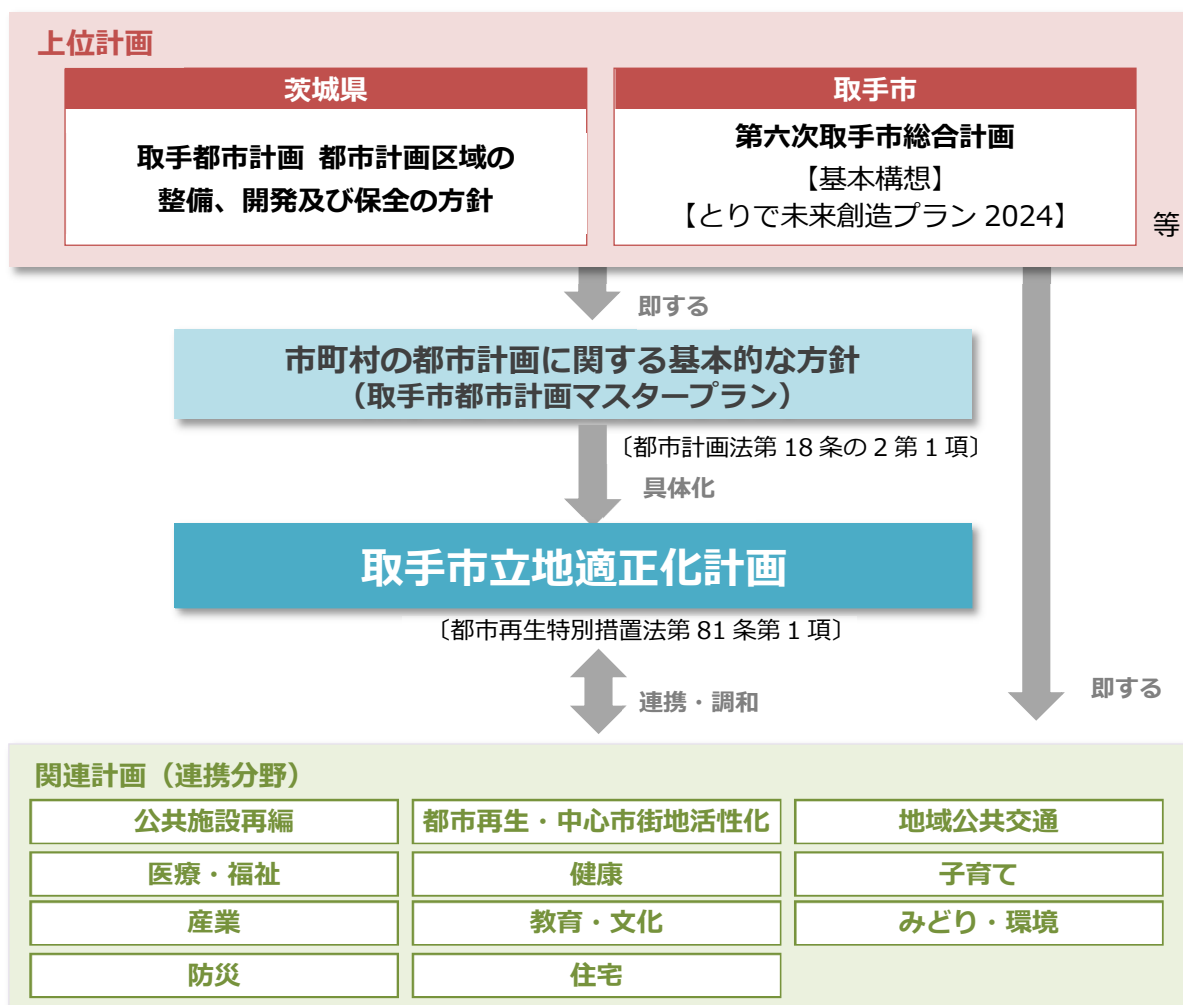 上位計画
茨城県
取手都市計画 都市計画区域の
整備、開発及び保全の方針
取手市
第六次取手市総合計画
【基本構想】
【とりで未来創造プラン 2024】
等
即する
市町村の都市計画に関する基本的な方針
（取手市都市計画マスタープラン）
〔都市計画法第 18 条の 2 第 1 項〕
具体化
取手市立地適正化計画
〔都市再生特別措置法第 81 条第 1 項〕
連携・調和
即する
関連計画（連携分野）
公共施設再編
都市再生・中心市街地活性化
地域公共交通
医療・福祉
健康
子育て
産業
教育・文化
みどり・環境
防災
住宅